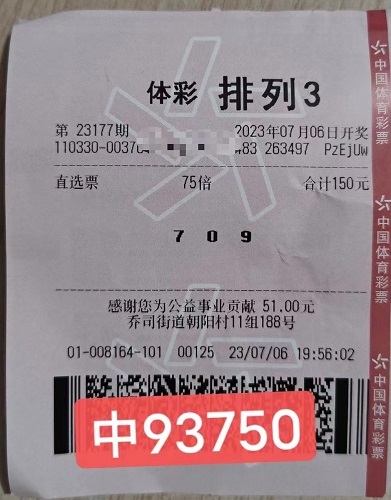 体彩 排列3
第 23177期 2023年07月06日开奖
110330-00376 83 263497 PzEjUw
直选票 75倍 合计150元
7 0 9
感谢您为公益事业贡献 51.00元
乔司街道朝阳村11组188号
01-008164-101 00125 23/07/06 19:56:02
中93750
中国体育彩票
中国体育彩票
中国体育彩票